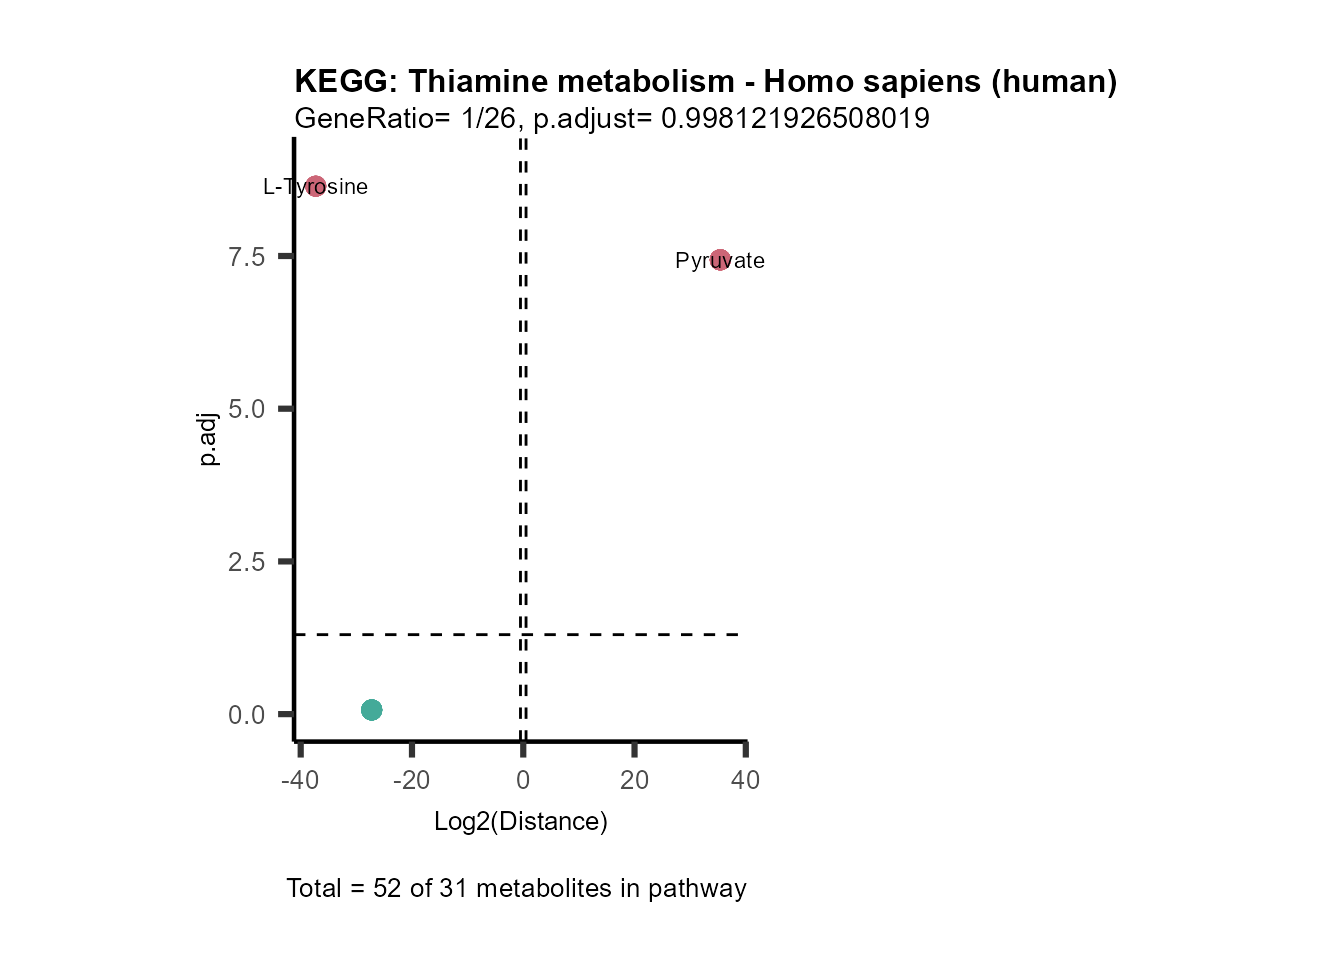 KEGG: Thiamine metabolism - Homo sapiens (human)
GeneRatio= 1/26, p.adjust= 0.998121926508019
L-Tyrosine
Pyruvate
7.5
5.0
2.5
0.0
p.adj
-40
-20
0
20
40
Log2(Distance)
Total = 52 of 31 metabolites in pathway